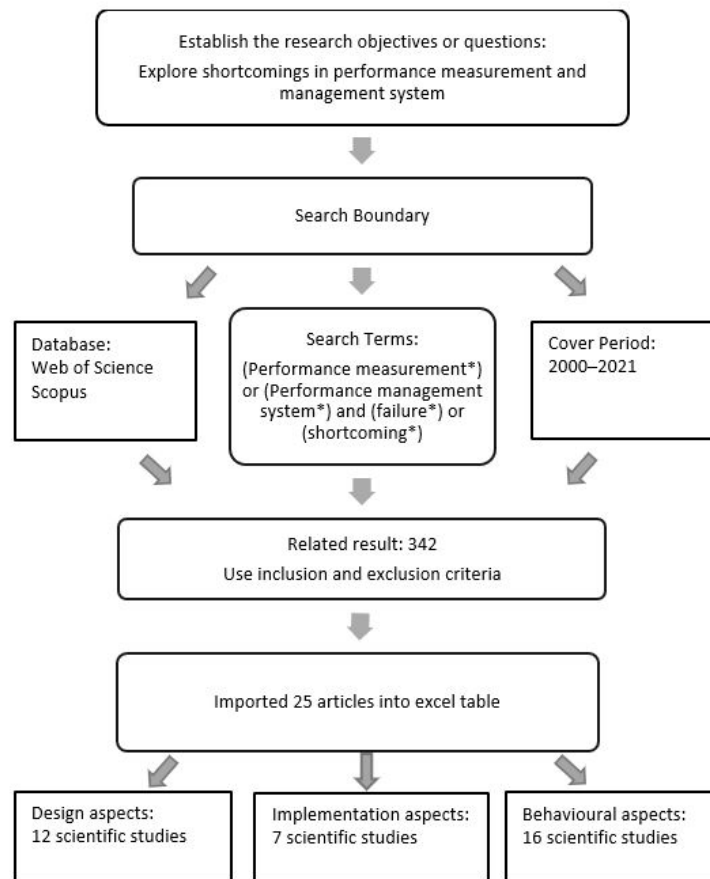 Establish the research objectives or questions:
Explore shortcomings in performance measurement and
management system
Search Boundary
Database:
Web of Science
Scopus
Search Terms:
(Performance measurement*)
or (Performance management
system*) and (failure*) or
(shortcoming*)
Cover Period:
2000–2021
Related result: 342
Use inclusion and exclusion criteria
Imported 25 articles into excel table
Design aspects:
12 scientific studies
Implementation aspects:
7 scientific studies
Behavioural aspects:
16 scientific studies